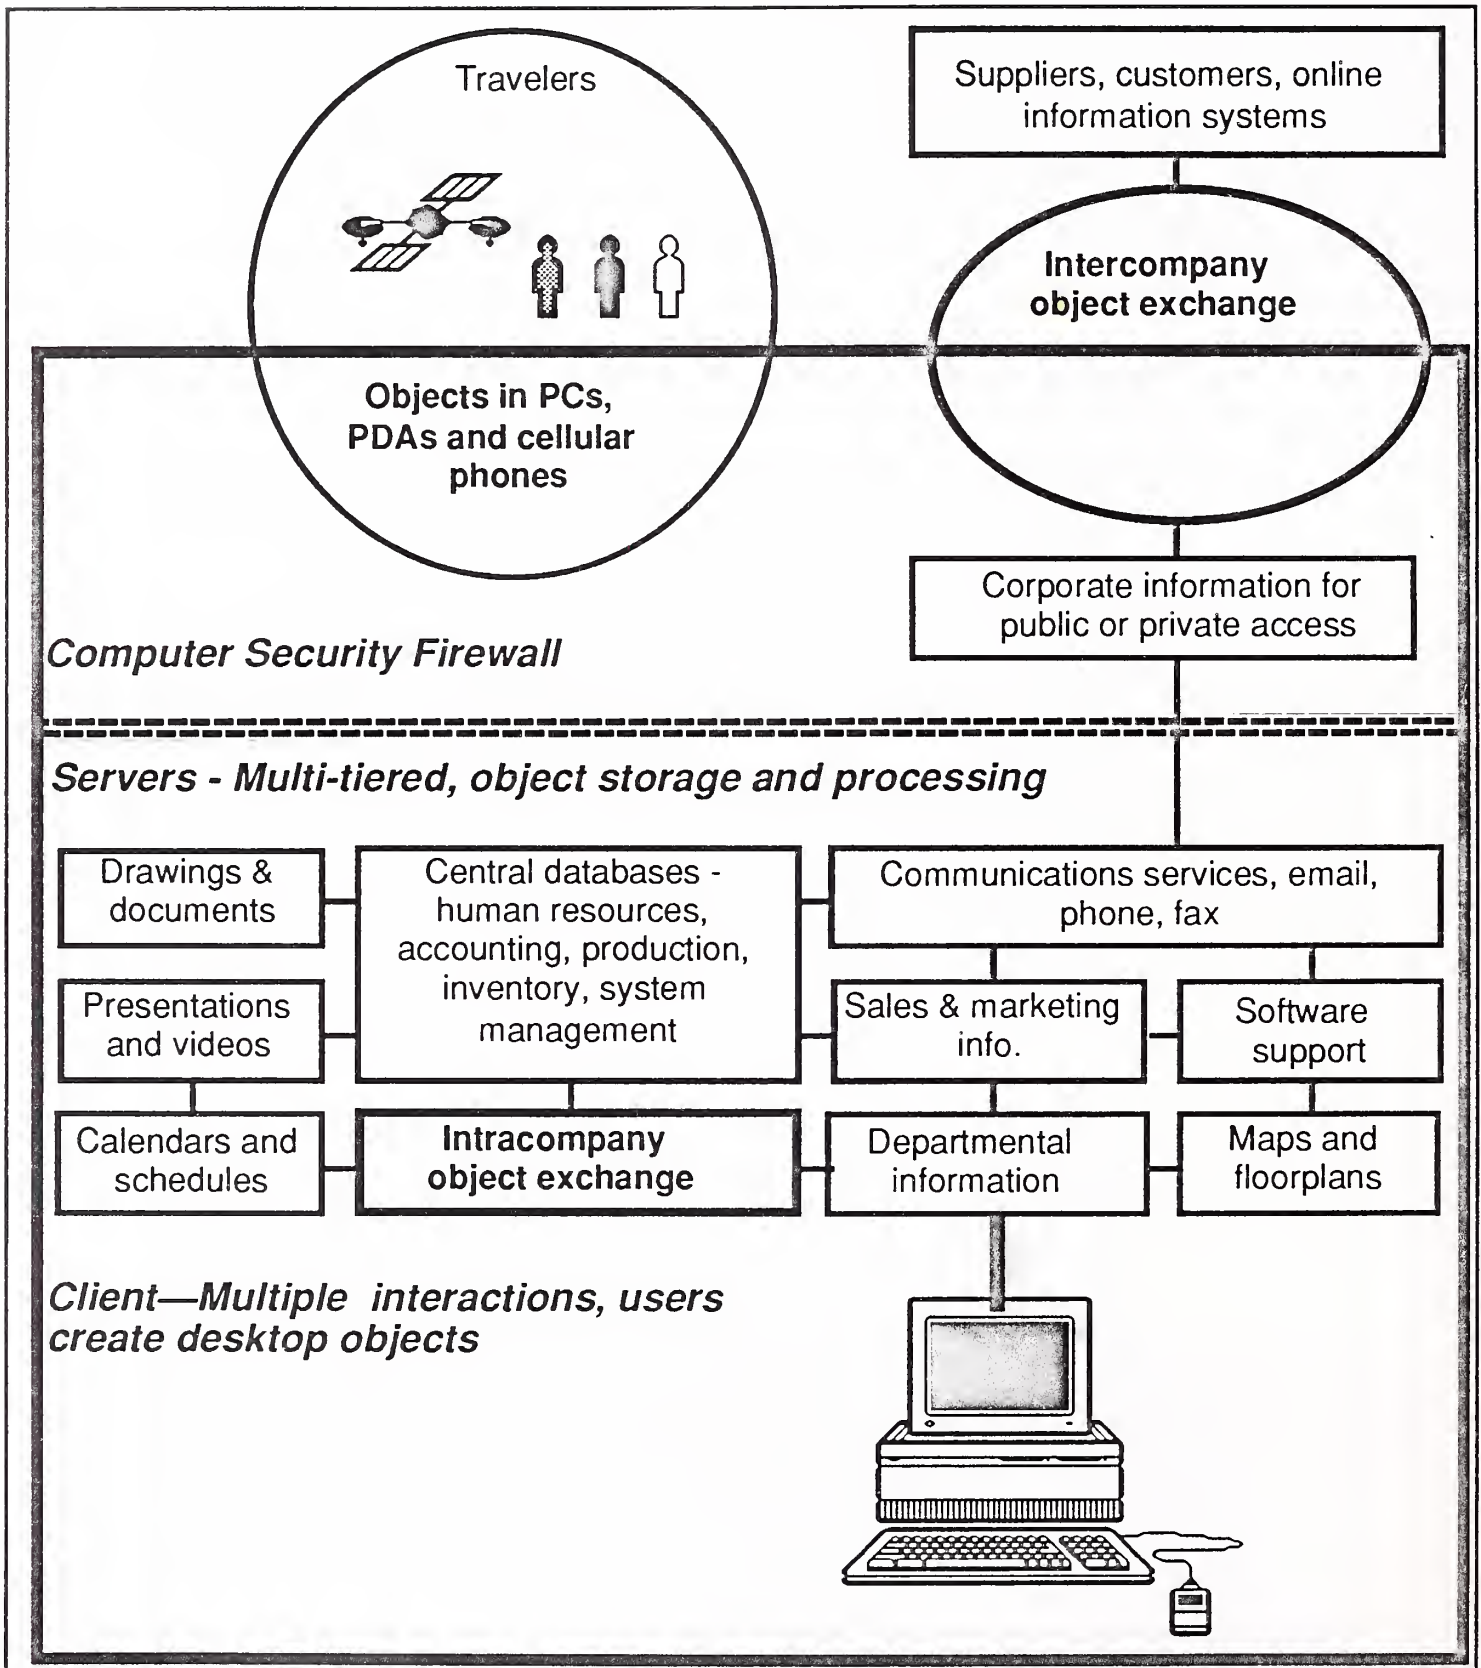 Travelers
Suppliers, customers, online
information systems
Intercompany
object exchange
Objects in PCs,
PDAs and cellular
phones
Corporate information for
public or private access
Computer Security Firewall
Servers - Multi-tiered, object storage and processing
Drawings &
documents
Central databases -
human resources,
accounting, production,
inventory, system
management
Communications services, email,
phone, fax
Presentations
and videos
Sales & marketing
info.
Software
support
Calendars and
schedules
Intracompany
object exchange
Departmental
information
Maps and
floorplans
Client—Multiple interactions, users
create desktop objects